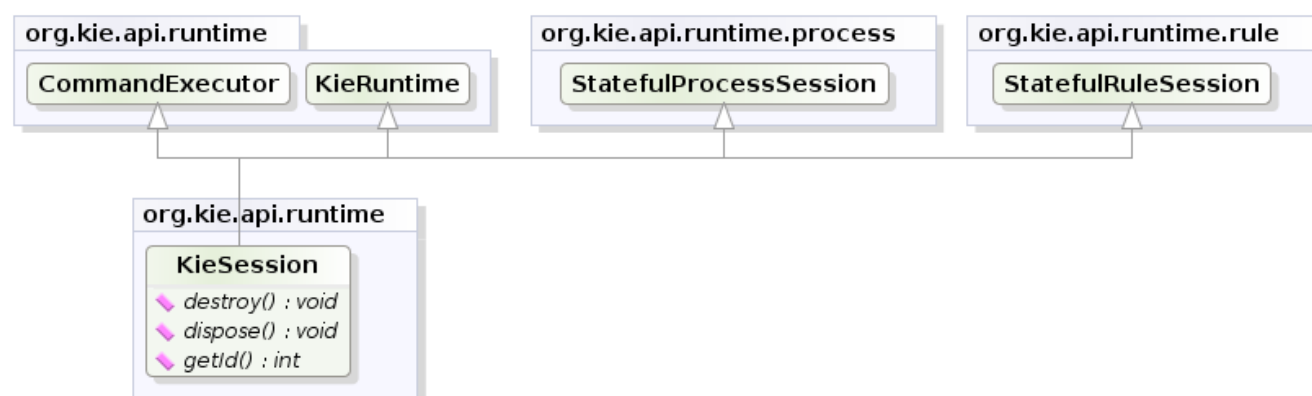 org.kie.api.runtime
CommandExecutor
KieRuntime
org.kie.api.runtime.process
StatefulProcessSession
org.kie.api.runtime.rule
StatefulRuleSession
org.kie.api.runtime
KieSession
destroy() : void
dispose() : void
getId() : int